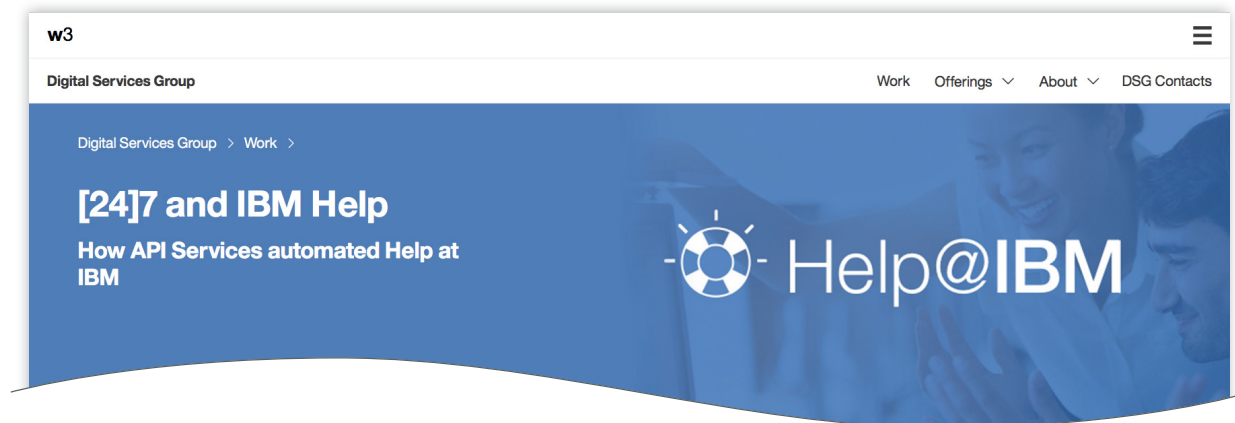 w3
Digital Services Group
Work Offerings About DSG Contacts
Digital Services Group > Work >
[24]7 and IBM Help
How API Services automated Help at
IBM
Help@IBM